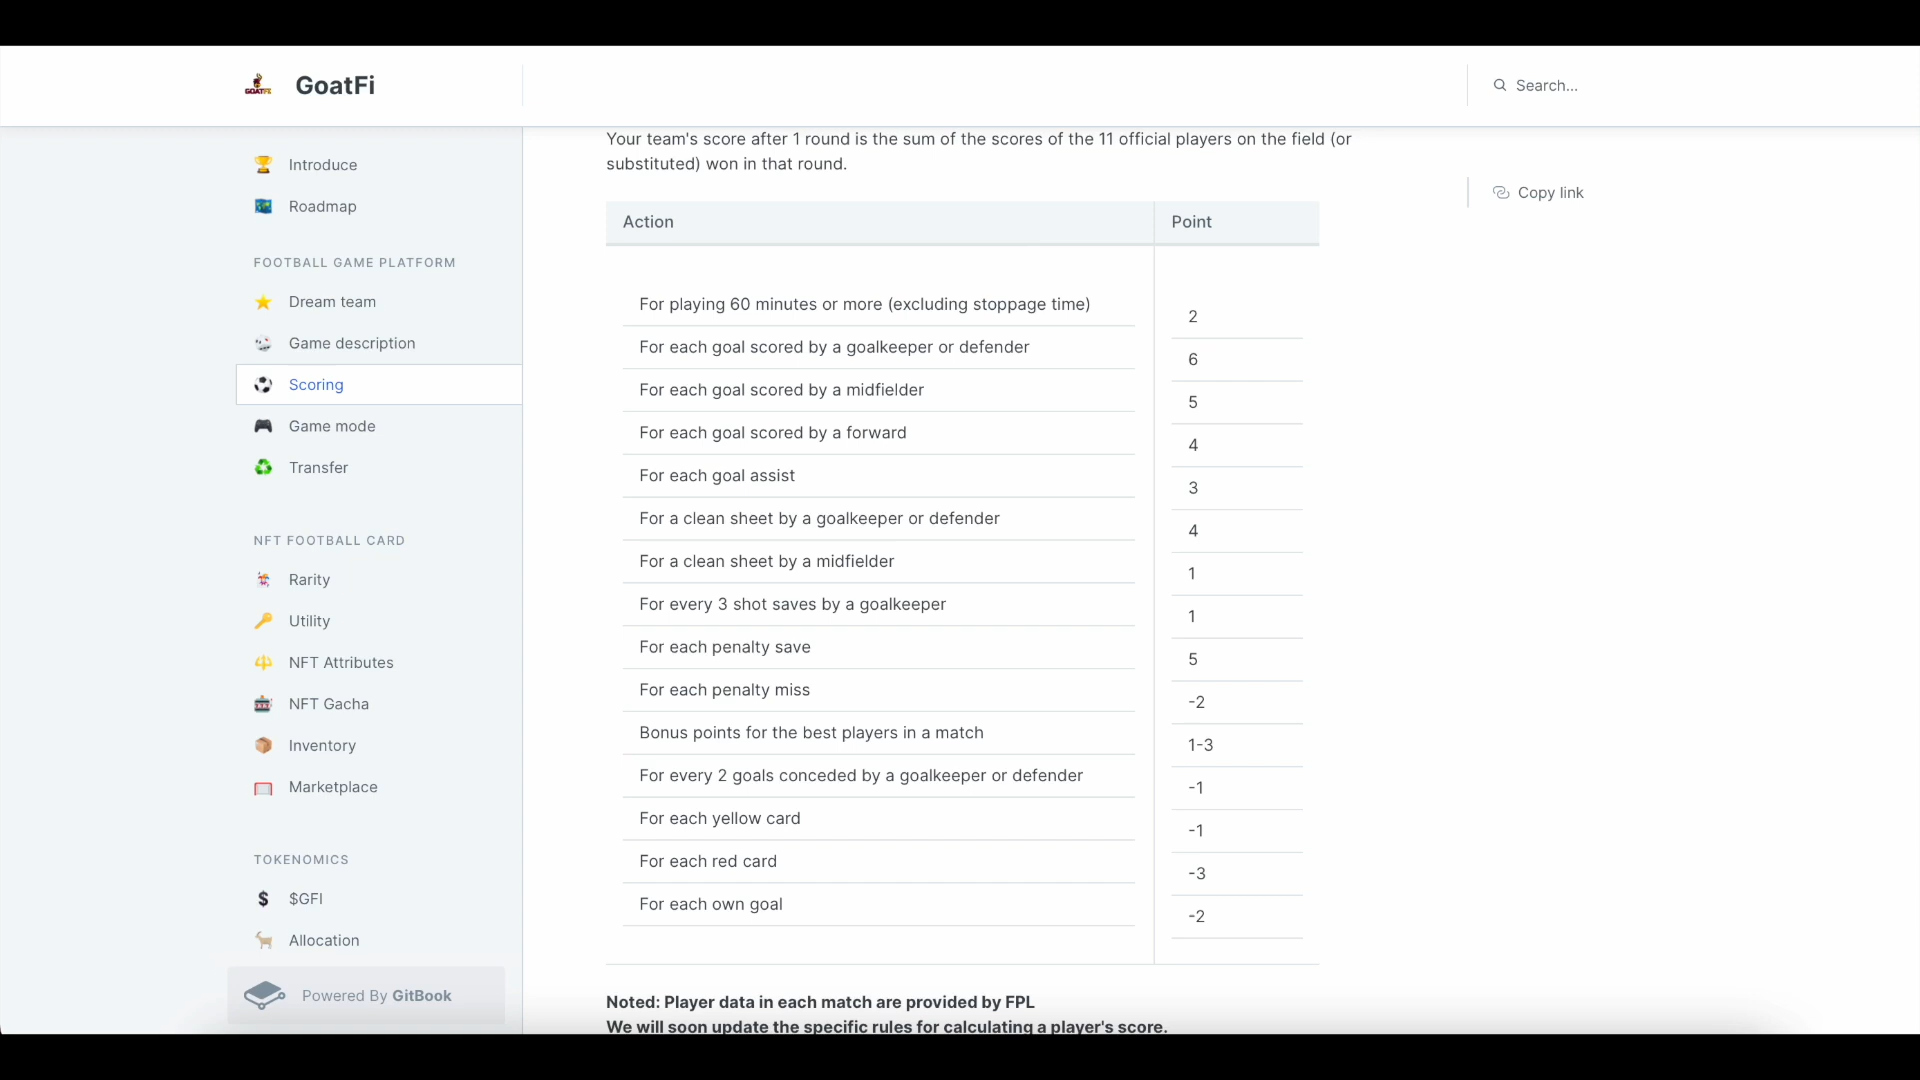 GOATFI
GoatFi
Search...
Introduce
Roadmap
FOOTBALL GAME PLATFORM
Dream team
Game description
Scoring
Game mode
Transfer
NFT FOOTBALL CARD
Rarity
Utility
NFT Attributes
NFT Gacha
Inventory
Marketplace
TOKENOMICS
$GFI
Allocation
Powered By GitBook
Your team's score after 1 round is the sum of the scores of the 11 official players on the field (or
substituted) won in that round.
Copy link
Action Point
For playing 60 minutes or more (excluding stoppage time) 2
For each goal scored by a goalkeeper or defender 6
For each goal scored by a midfielder 5
For each goal scored by a forward 4
For each goal assist 3
For a clean sheet by a goalkeeper or defender 4
For a clean sheet by a midfielder 1
For every 3 shot saves by a goalkeeper 1
For each penalty save 5
For each penalty miss -2
Bonus points for the best players in a match 1-3
For every 2 goals conceded by a goalkeeper or defender -1
For each yellow card -1
For each red card -3
For each own goal -2
Noted: Player data in each match are provided by FPL
We will soon update the specific rules for calculating a player's score.